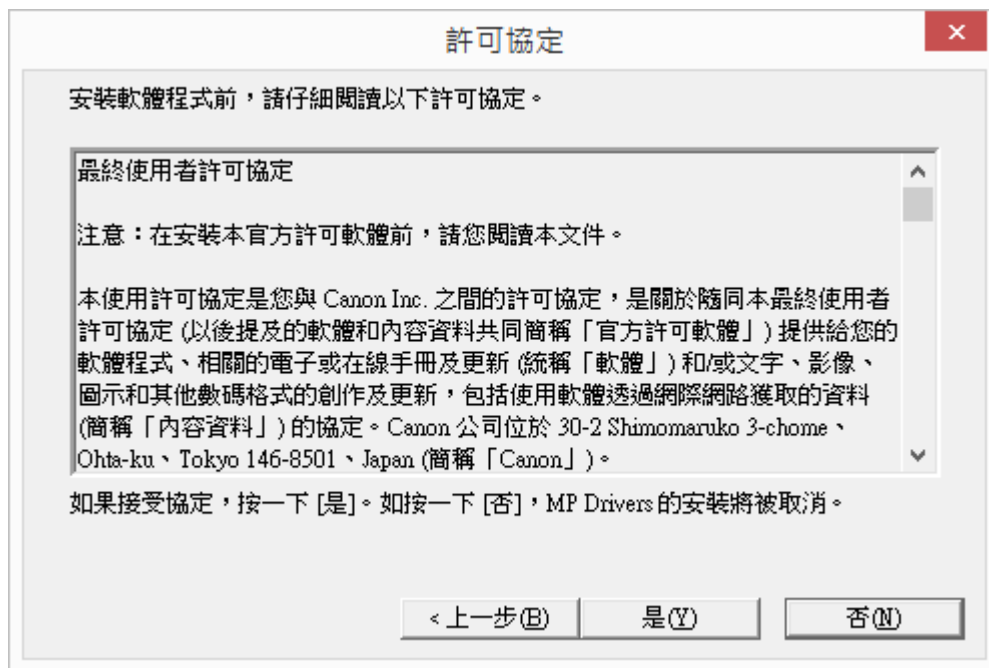 許可協定
安裝軟體程式前，請仔細閱讀以下許可協定。
最終使用者許可協定
注意：在安裝本官方許可軟體前，請您閱讀本文件。
本使用許可協定是您與 Canon Inc. 之間的許可協定，是關於隨同本最終使用者
許可協定 (以後提及的軟體和內容資料共同簡稱「官方許可軟體」) 提供給您的
軟體程式、相關的電子或在線手冊及更新 (統稱「軟體」) 和/或文字、影像、
圖示和其他數碼格式的創作及更新，包括使用軟體透過網際網路獲取的資料
(簡稱「內容資料」) 的協定。Canon 公司位於 30-2 Shimomaruko 3-chome、
Ohta-ku、Tokyo 146-8501、Japan (簡稱「Canon」)。
如果接受協定，按一下 [是]。如按一下 [否]，MP Drivers 的安裝將被取消。
<上一步(B) 是(Y) 否(N)